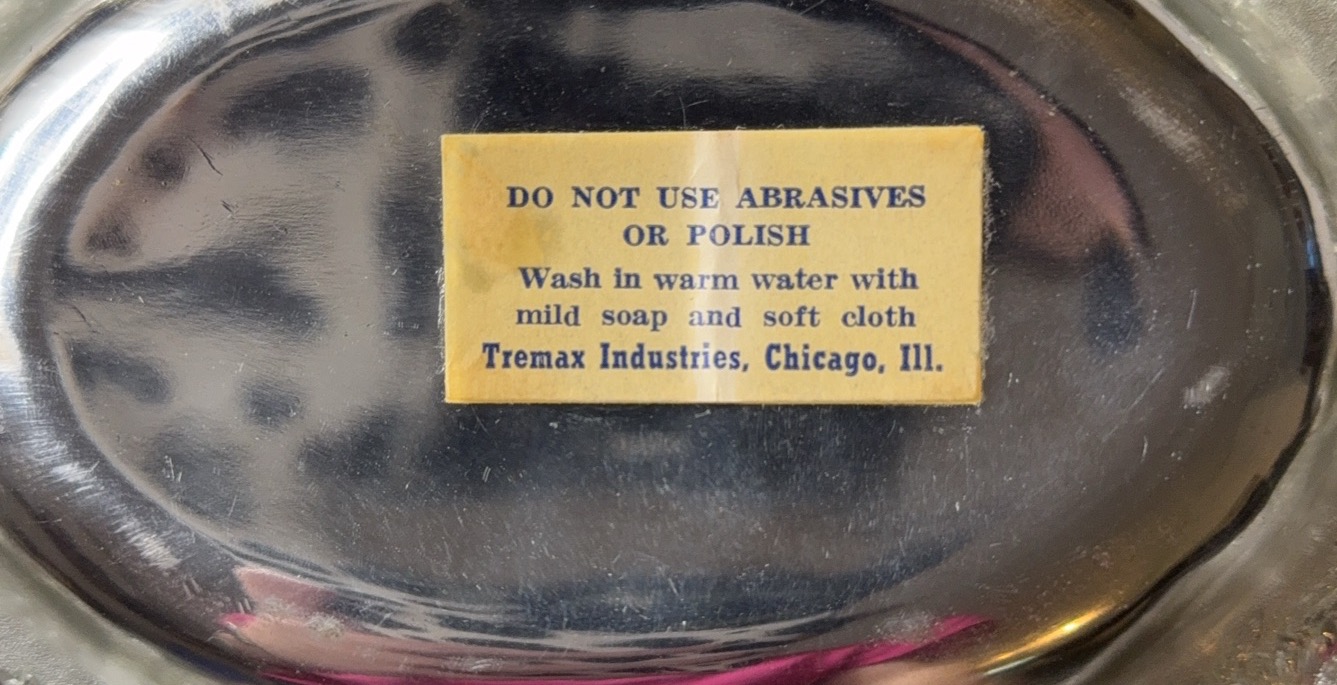 DO NOT USE ABRASIVES
OR POLISH
Wash in warm water with
mild soap and soft cloth
Tremax Industries, Chicago, Ill.